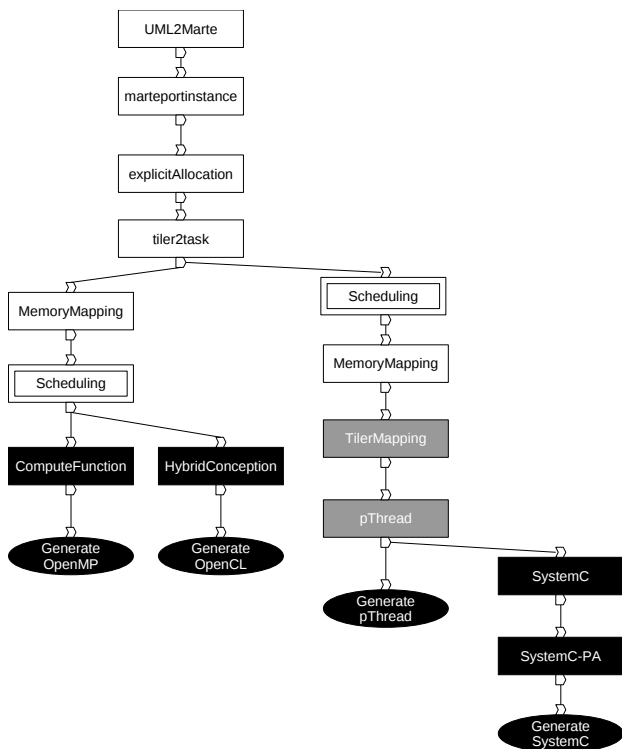 UML2Marte
marteportinstance
explicitAllocation
tiler2task
MemoryMapping
Scheduling
ComputeFunction
HybridConception
Generate
OpenMP
Generate
OpenCL
Scheduling
MemoryMapping
TilerMapping
pThread
Generate
pThread
SystemC
SystemC-PA
Generate
SystemC